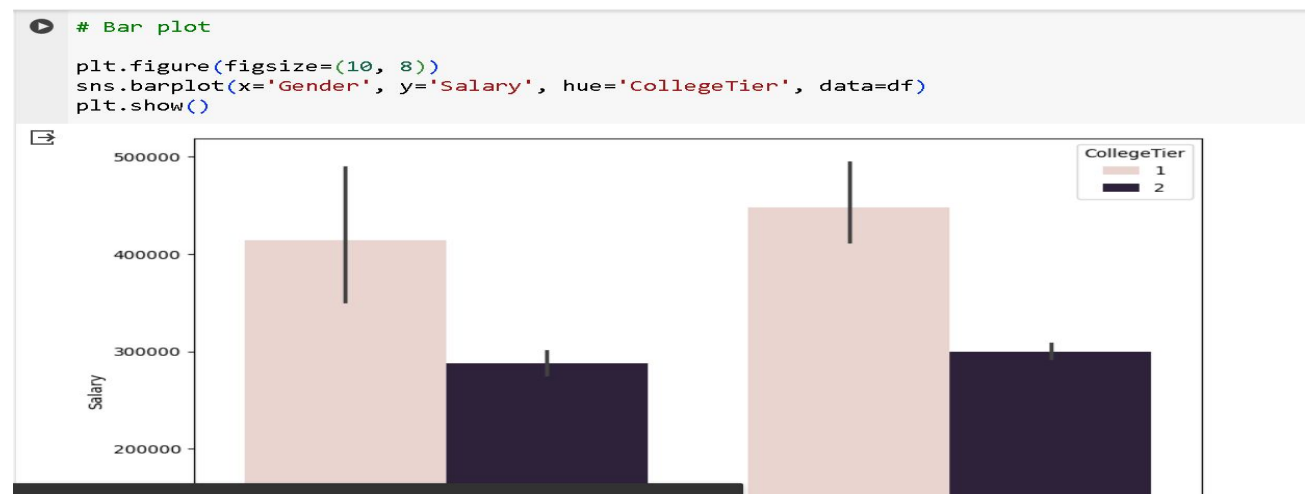 # Bar plot
plt.figure(figsize=(10, 8))
sns.barplot(x='Gender', y='Salary', hue='CollegeTier', data=df)
plt.show()
500000
CollegeTier
1
2
400000
300000
Salary
200000